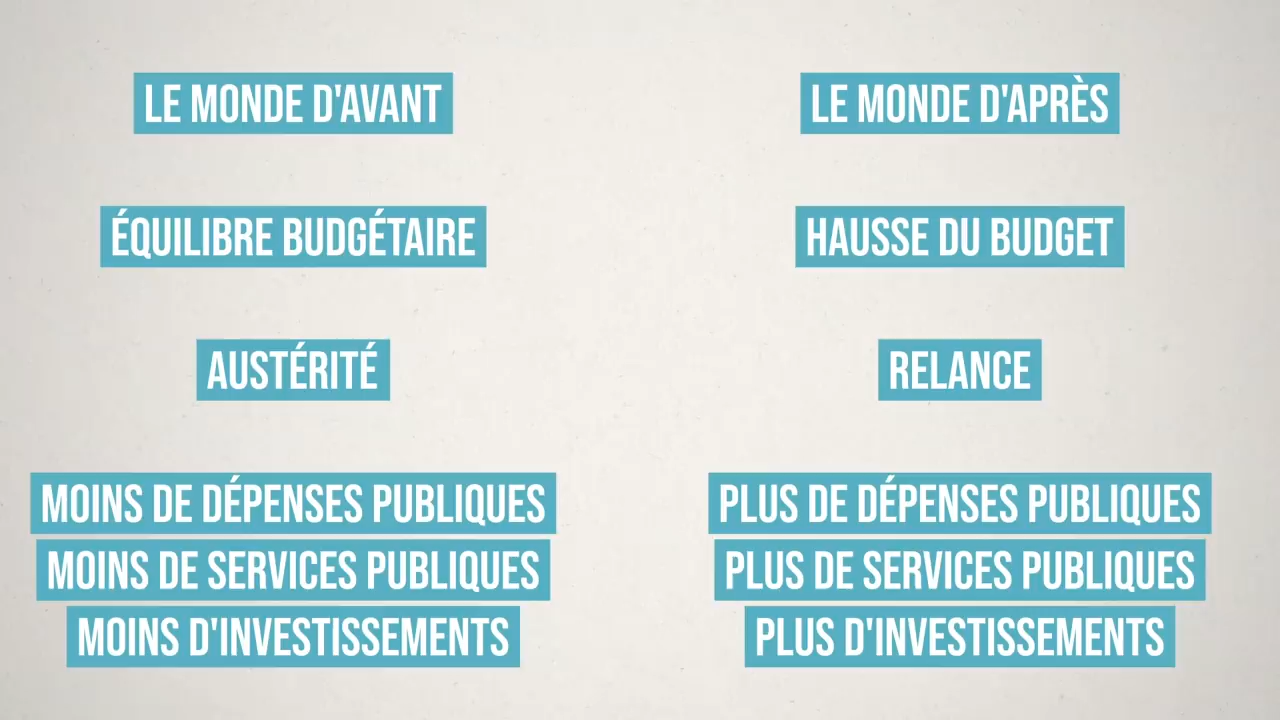 LE MONDE D'AVANT
LE MONDE D'APRÈS
ÉQUILIBRE BUDGÉTAIRE
HAUSSE DU BUDGET
AUSTÉRITÉ
RELANCE
MOINS DE DÉPENSES PUBLIQUES
MOINS DE SERVICES PUBLIQUES
MOINS D'INVESTISSEMENTS
PLUS DE DÉPENSES PUBLIQUES
PLUS DE SERVICES PUBLIQUES
PLUS D'INVESTISSEMENTS